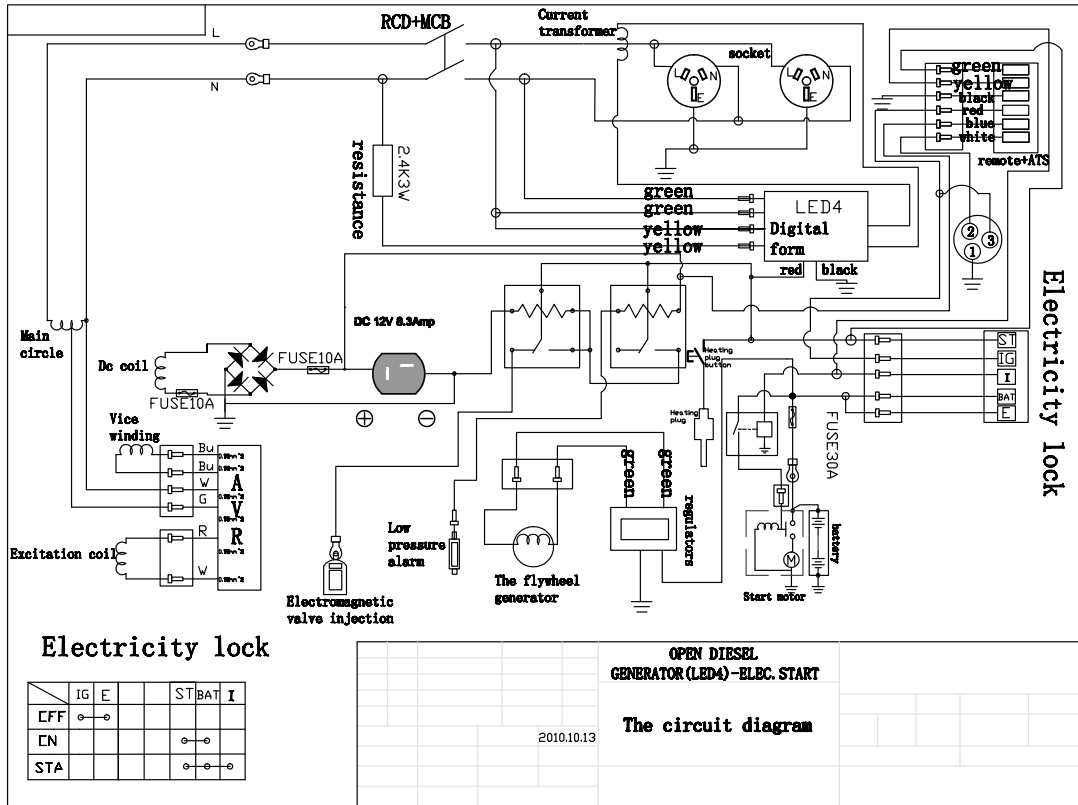 RCD+MCB
L
N
Current
transformer
socket
L N
E
L N
E
green
yellow
black
red
blue
white
remote+ATS
2.4K3W
resistance
green
green
yellow
yellow
LED4
Digital
form
red black
2
3
1
Main
circle
Dc coil
FUSE10A
FUSE10A
DC 12V 8.3Amp
+ −
Heating
plug
button
Heating
plug
ST
IG
I
BAT
E
Electricity lock
FUSE30A
Vice
winding
Bu
Bu
W
G
R
W
A
V
R
Excitation coil
Electromagnetic
valve injection
Low
pressure
alarm
The flywheel
generator
green
green
regulators
M
Start motor
battery
Electricity lock
IG E ST BAT I
OFF
ON
STA
OPEN DIESEL
GENERATOR(LED4)-ELEC.START
The circuit diagram
2010.10.13